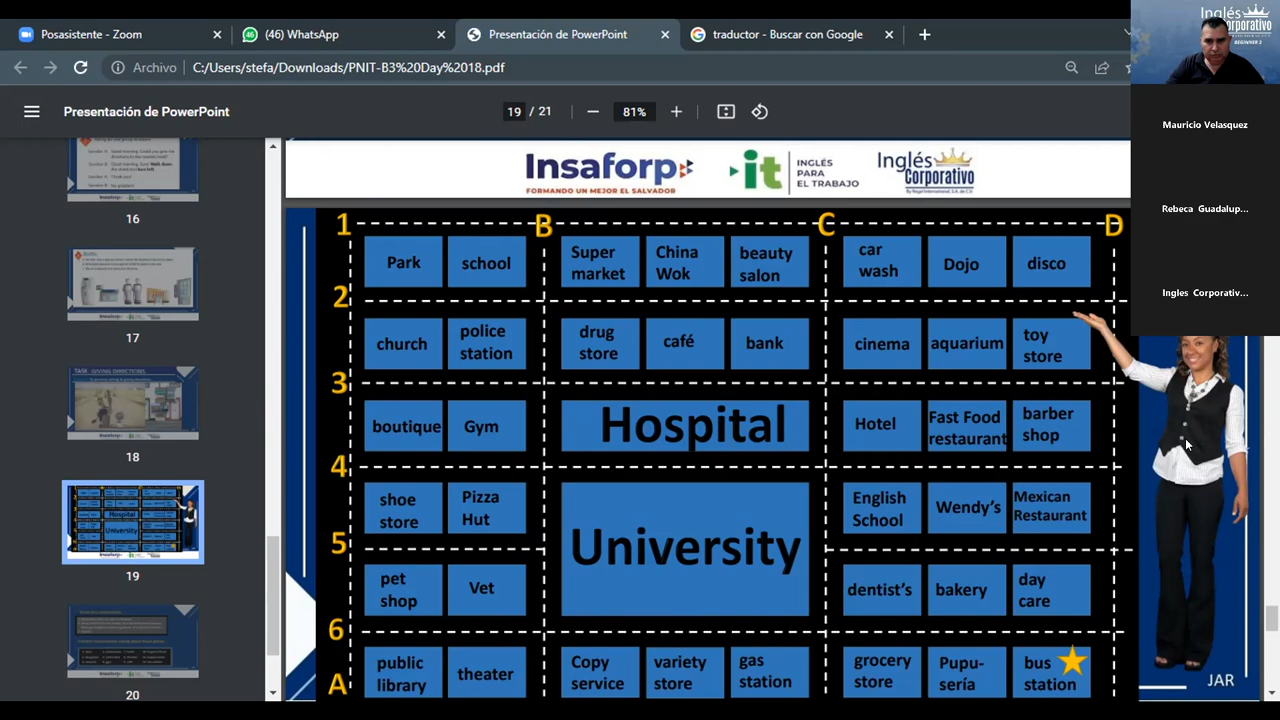 Posasistente - Zoom
46
(46) WhatsApp
Presentación de PowerPoint
traductor - Buscar con Google
Archivo
C:/Users/stefa/Downloads/PNIT-B3%20Day%2018.pdf
Presentación de PowerPoint
19 / 21
81%
Inglés
Corporativo
BEGINNER 3
Mauricio Velasquez
Rebeca Guadalup...
Ingles Corporativ...
16
17
TASK: GIVING DIRECTIONS.
18
19
20
Insaforp
FORMANDO UN MEJOR EL SALVADOR
it
INGLÉS
PARA
EL TRABAJO
Inglés
Corporativo
1
B
C
D
Park
school
Super
market
China
Wok
beauty
salon
car
wash
Dojo
disco
2
church
police
station
drug
store
café
bank
cinema
aquarium
toy
store
3
boutique
Gym
Hospital
Hotel
Fast Food
restaurant
barber
shop
4
shoe
store
Pizza
Hut
University
English
School
Wendy's
Mexican
Restaurant
5
pet
shop
Vet
dentist's
bakery
day
care
6
public
library
theater
Copy
service
variety
store
gas
station
grocery
store
Pupu-
sería
bus
station
A
JAR